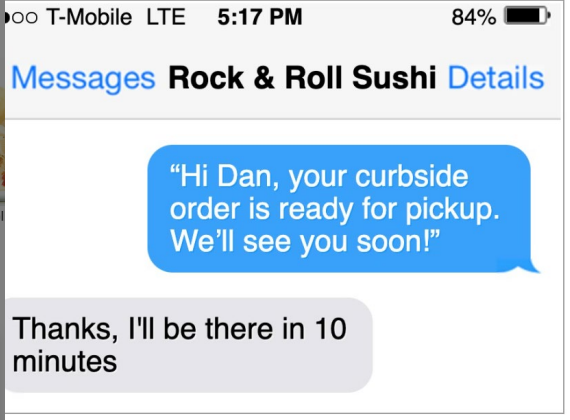 T-Mobile LTE 5:17 PM 84%
Messages Rock & Roll Sushi Details
“Hi Dan, your curbside
order is ready for pickup.
We’ll see you soon!”
Thanks, I'll be there in 10
minutes